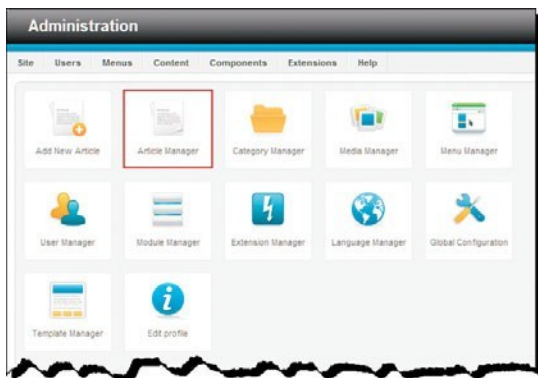 Administration
Site Users Menus Content Components Extensions Help
Add New Article Article Manager Category Manager Media Manager Menu Manager
User Manager Module Manager Extension Manager Language Manager Global Configuration
Template Manager Edit profile